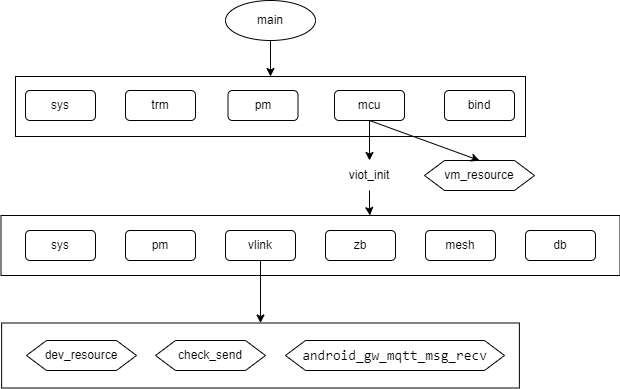 main
sys trm pm mcu bind
viot_init vm_resource
sys pm vlink zb mesh db
dev_resource check_send android_gw_mqtt_msg_recv